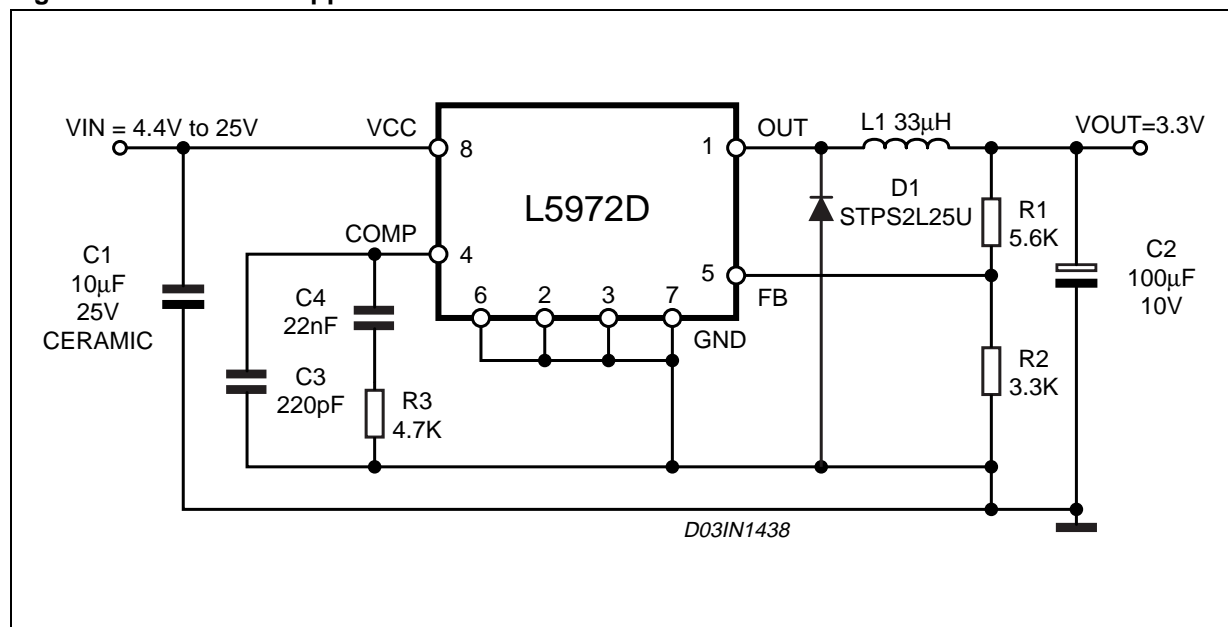 VIN = 4.4V to 25V
VCC
8
L5972D
1
OUT
L1 33μH
VOUT=3.3V
D1
STPS2L25U
R1
5.6K
COMP
4
5
FB
C1
10μF
25V
CERAMIC
C4
22nF
6
2
3
7
GND
C2
100μF
10V
C3
220pF
R3
4.7K
R2
3.3K
D03IN1438